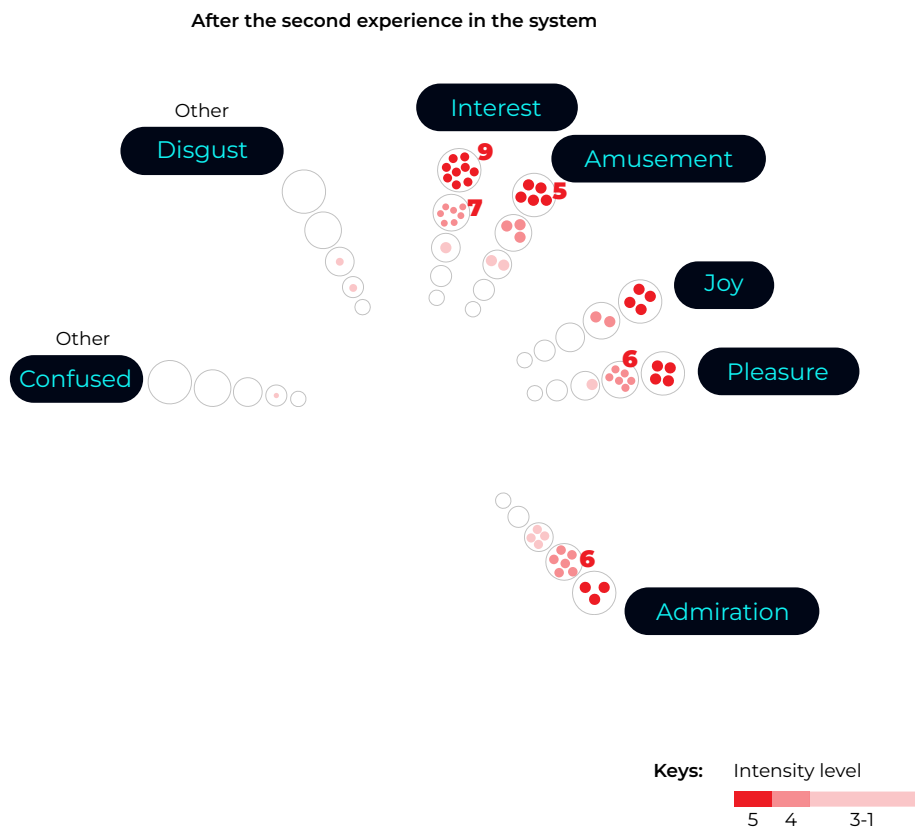 After the second experience in the system
Other
Disgust
Interest
9
7
Amusement
5
Joy
Other
Confused
6
Pleasure
6
Admiration
Keys: Intensity level
5 4 3-1